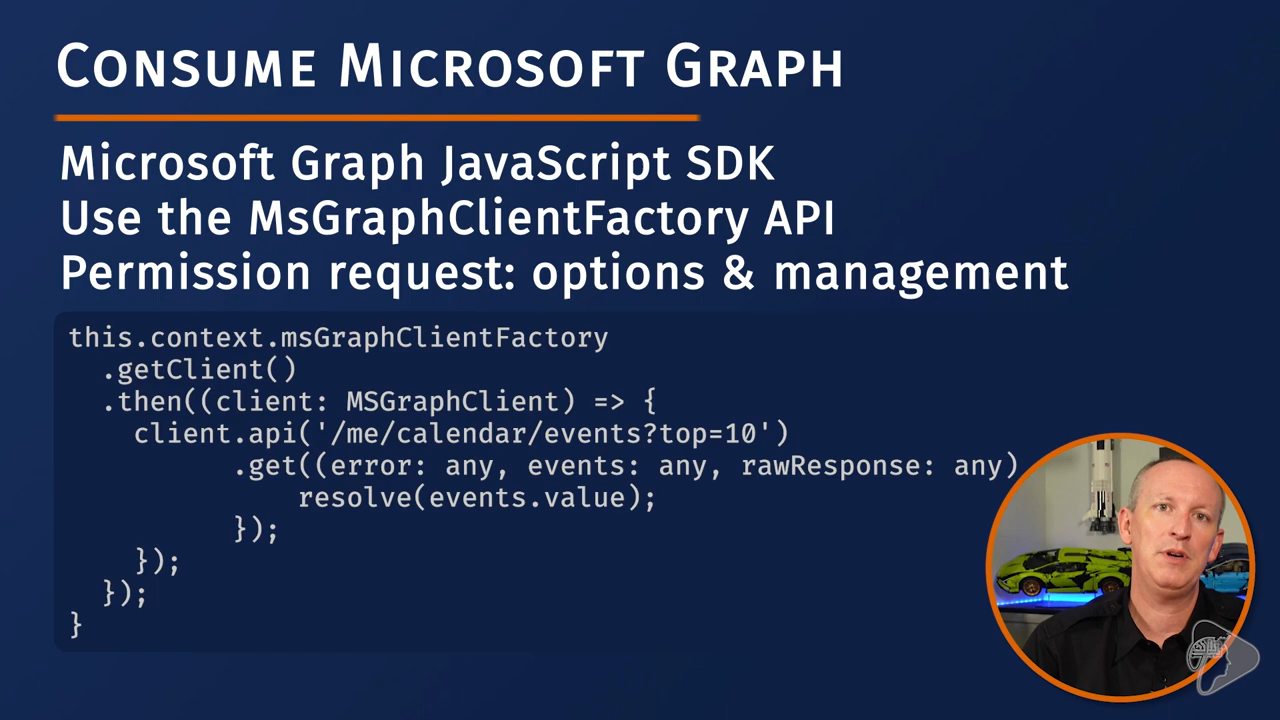 CONSUME MICROSOFT GRAPH
Microsoft Graph JavaScript SDK
Use the MsGraphClientFactory API
Permission request: options & management
this.context.msGraphClientFactory
  .getClient()
  .then((client: MSGraphClient) => {
    client.api('/me/calendar/events?top=10')
          .get((error: any, events: any, rawResponse: any)
              resolve(events.value);
          });
    });
  });
}